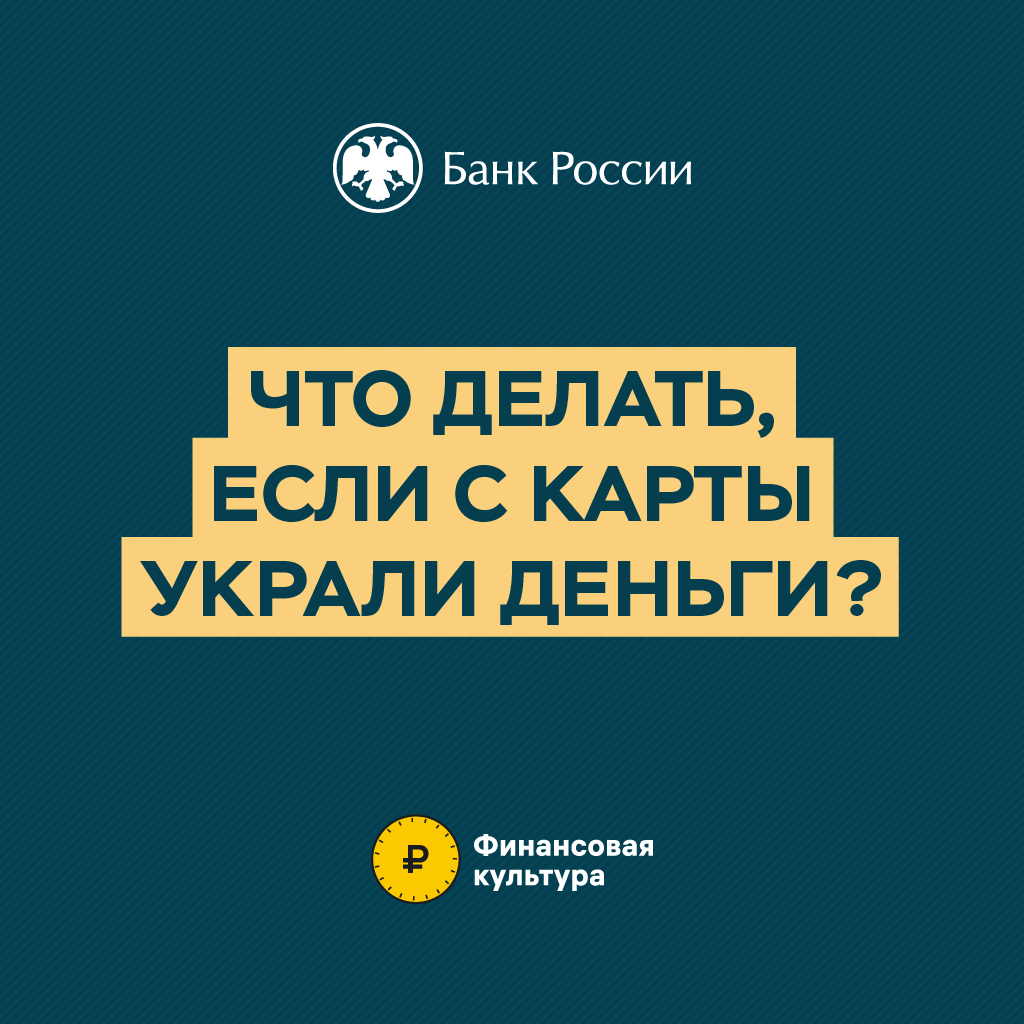 Банк России
ЧТО ДЕЛАТЬ,
ЕСЛИ С КАРТЫ
УКРАЛИ ДЕНЬГИ?
₽
Финансовая
культура